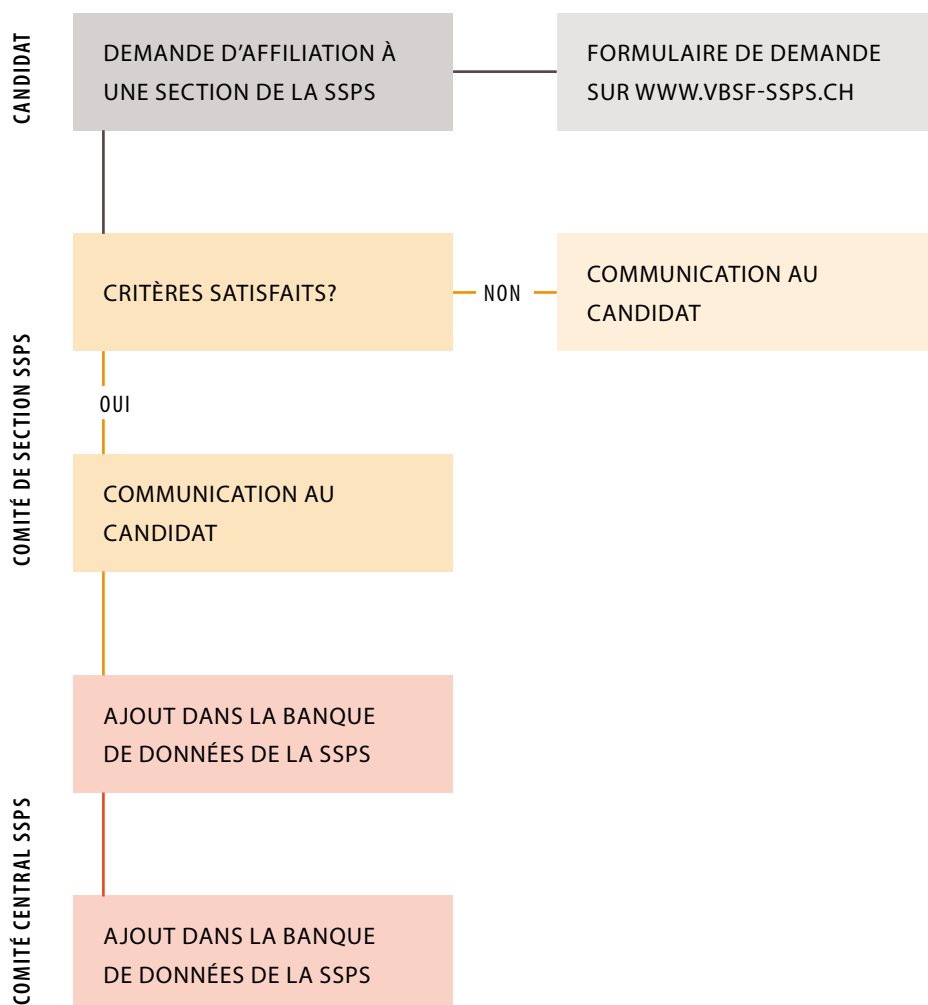 CANDIDAT
DEMANDE D’AFFILIATION À
UNE SECTION DE LA SSPS
FORMULAIRE DE DEMANDE
SUR WWW.VBSF-SSPS.CH
COMITÉ DE SECTION SSPS
CRITÈRES SATISFAITS?
NON
COMMUNICATION AU
CANDIDAT
OUI
COMMUNICATION AU
CANDIDAT
COMITÉ CENTRAL SSPS
AJOUT DANS LA BANQUE
DE DONNÉES DE LA SSPS
AJOUT DANS LA BANQUE
DE DONNÉES DE LA SSPS